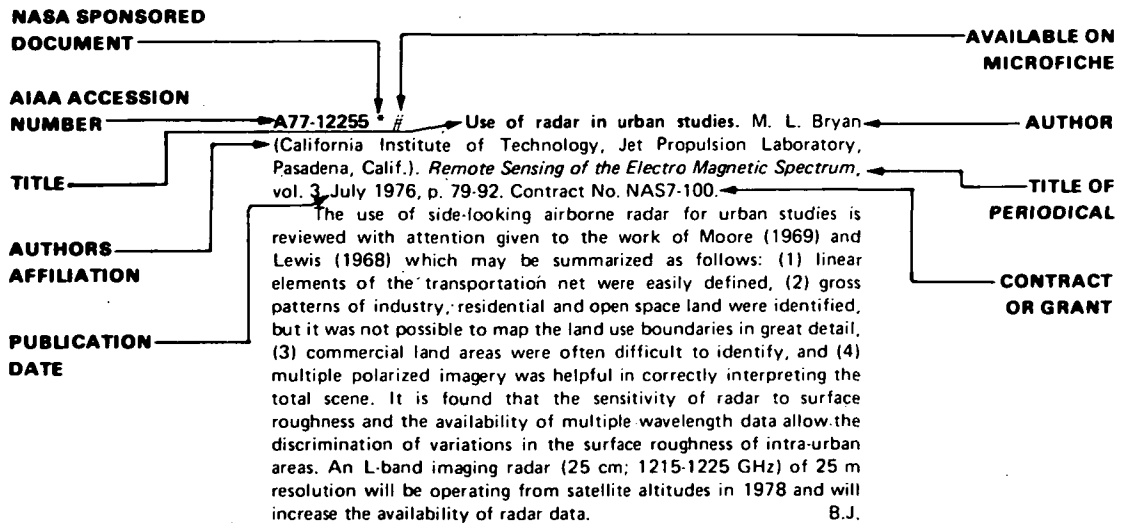 NASA SPONSORED
DOCUMENT
AVAILABLE ON
MICROFICHE
AIAA ACCESSION
NUMBER
A77-12255 * # Use of radar in urban studies. M. L. Bryan
AUTHOR
(California Institute of Technology, Jet Propulsion Laboratory,
Pasadena, Calif.). Remote Sensing of the Electro Magnetic Spectrum,
TITLE
vol. 3, July 1976, p. 79-92. Contract No. NAS7-100.
TITLE OF
PERIODICAL
The use of side-looking airborne radar for urban studies is
reviewed with attention given to the work of Moore (1969) and
AUTHORS
AFFILIATION
Lewis (1968) which may be summarized as follows: (1) linear
elements of the transportation net were easily defined, (2) gross
CONTRACT
OR GRANT
patterns of industry, residential and open space land were identified,
but it was not possible to map the land use boundaries in great detail,
PUBLICATION
DATE
(3) commercial land areas were often difficult to identify, and (4)
multiple polarized imagery was helpful in correctly interpreting the
total scene. It is found that the sensitivity of radar to surface
roughness and the availability of multiple wavelength data allow the
discrimination of variations in the surface roughness of intra-urban
areas. An L-band imaging radar (25 cm; 1215-1225 GHz) of 25 m
resolution will be operating from satellite altitudes in 1978 and will
increase the availability of radar data. B.J.